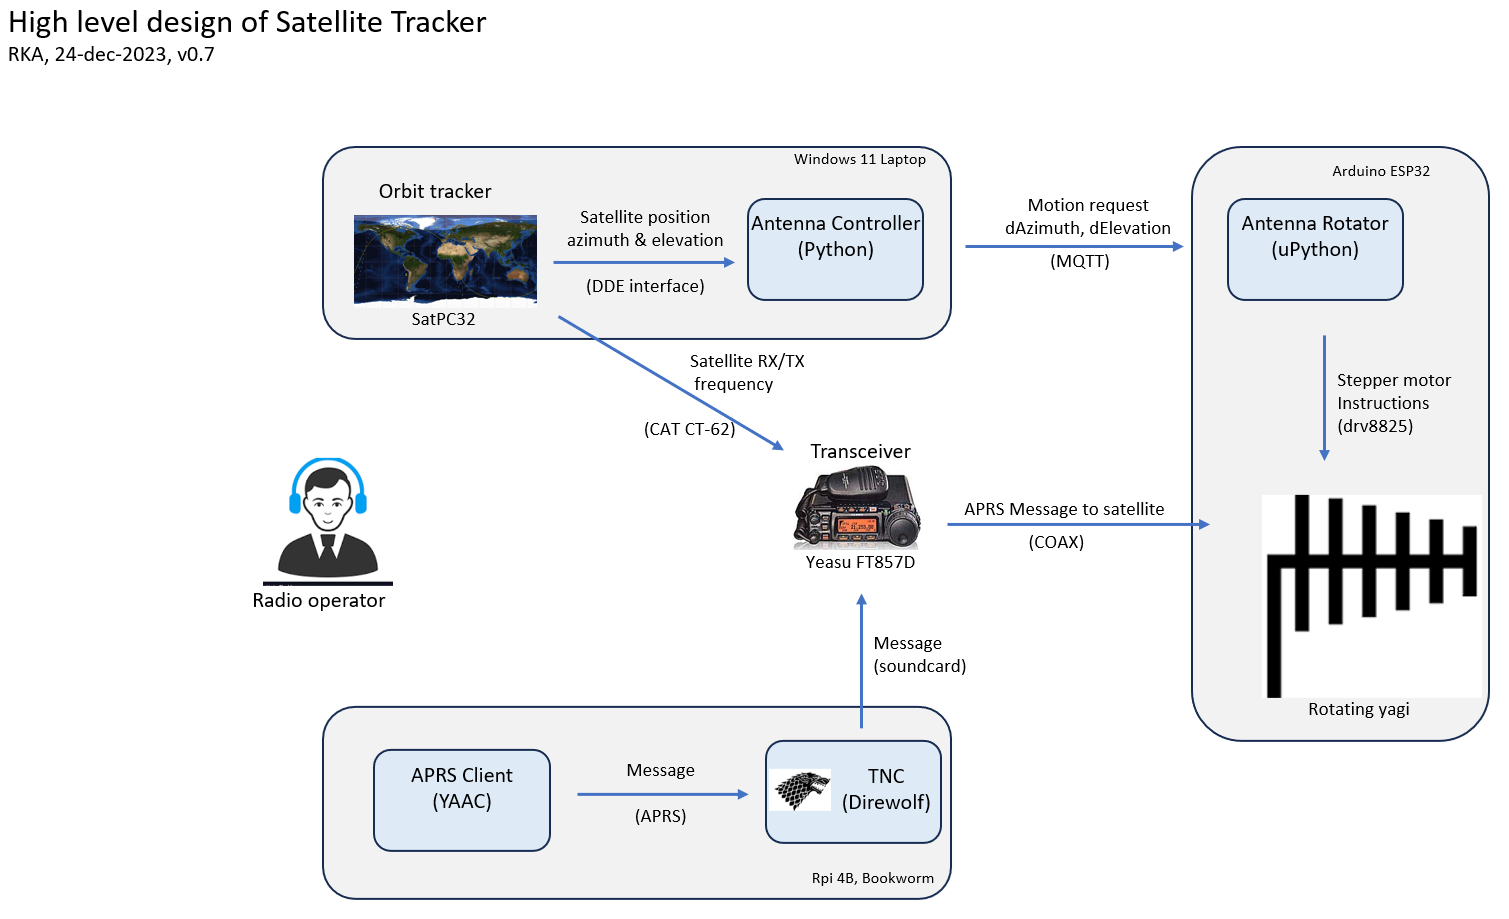 High level design of Satellite Tracker
RKA, 24-dec-2023, v0.7
Windows 11 Laptop
Orbit tracker
SatPC32
Satellite position
azimuth & elevation
(DDE interface)
Antenna Controller
(Python)
Motion request
dAzimuth, dElevation
(MQTT)
Arduino ESP32
Antenna Rotator
(uPython)
Stepper motor
Instructions
(drv8825)
Rotating yagi
Satellite RX/TX
frequency
(CAT CT-62)
Transceiver
Yeasu FT857D
APRS Message to satellite
(COAX)
Radio operator
Message
(soundcard)
APRS Client
(YAAC)
Message
(APRS)
TNC
(Direwolf)
Rpi 4B, Bookworm